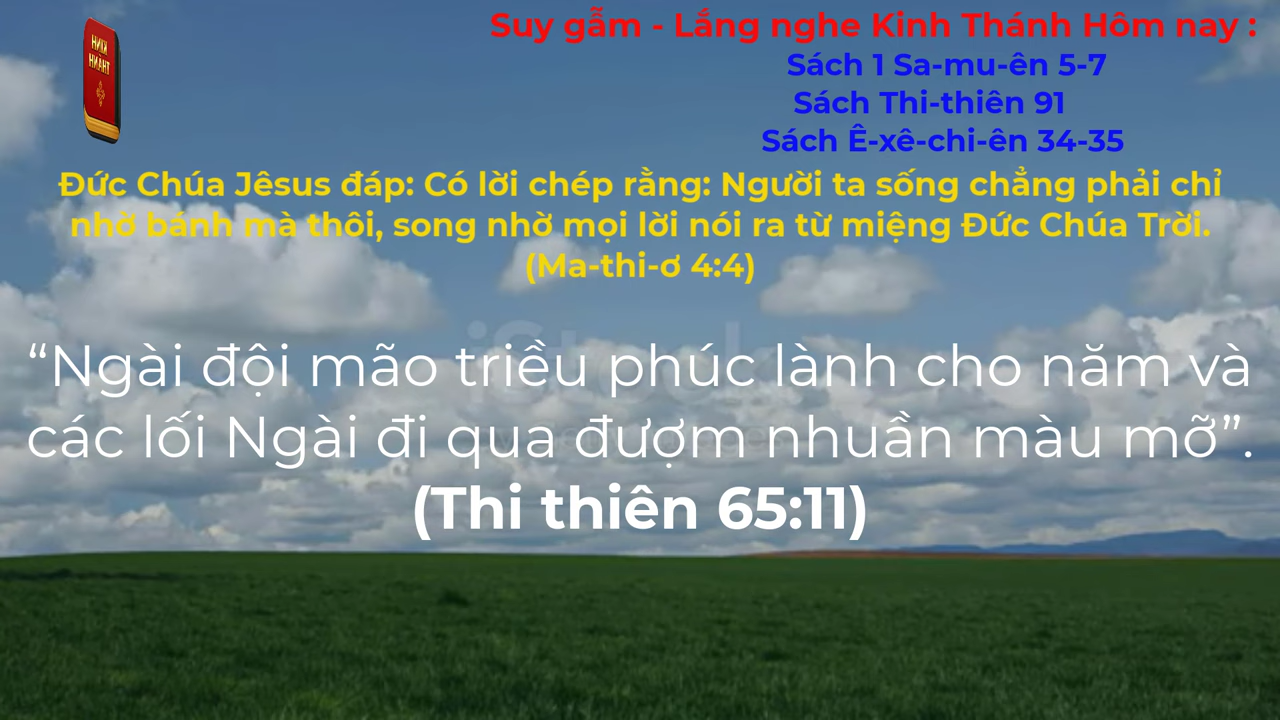 Suy gẫm - Lắng nghe Kinh Thánh Hôm nay :
Sách 1 Sa-mu-ên 5-7
Sách Thi-thiên 91
Sách Ê-xê-chi-ên 34-35
KINH
THÁNH
Đức Chúa Jêsus đáp: Có lời chép rằng: Người ta sống chẳng phải chỉ
nhờ bánh mà thôi, song nhờ mọi lời nói ra từ miệng Đức Chúa Trời.
(Ma-thi-ơ 4:4)
iStock
“Ngài đội mão triều phúc lành cho năm và
các lối Ngài đi qua đượm nhuần màu mỡ”.
(Thi thiên 65:11)